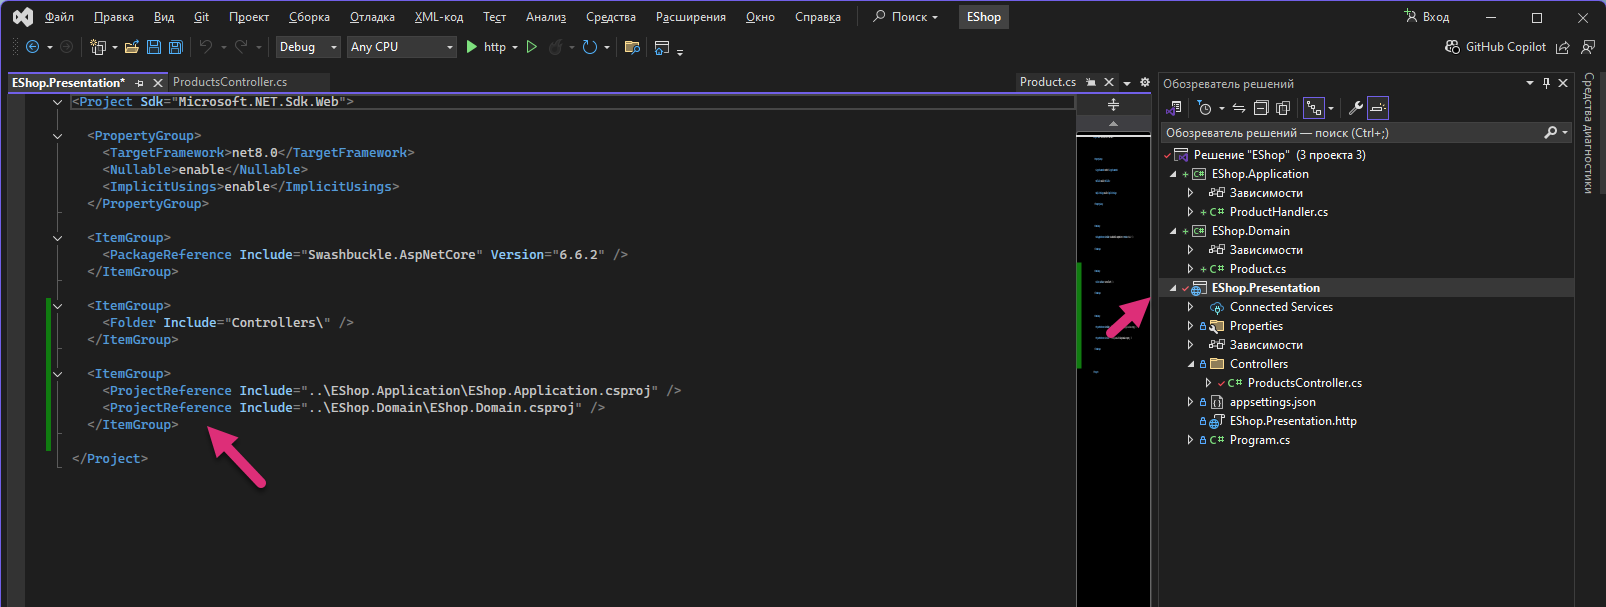 Файл Правка Вид Git Проект Сборка Отладка XML-код Тест Анализ Средства Расширения Окно Справка Поиск EShop Вход
Debug Any CPU http GitHub Copilot
EShop.Presentation* ProductsController.cs Product.cs
<Project Sdk="Microsoft.NET.Sdk.Web">
<PropertyGroup>
<TargetFramework>net8.0</TargetFramework>
<Nullable>enable</Nullable>
<ImplicitUsings>enable</ImplicitUsings>
</PropertyGroup>
<ItemGroup>
<PackageReference Include="Swashbuckle.AspNetCore" Version="6.6.2" />
</ItemGroup>
<ItemGroup>
<Folder Include="Controllers\" />
</ItemGroup>
<ItemGroup>
<ProjectReference Include="..\EShop.Application\EShop.Application.csproj" />
<ProjectReference Include="..\EShop.Domain\EShop.Domain.csproj" />
</ItemGroup>
</Project>
Обозреватель решений
Обозреватель решений — поиск (Ctrl+;)
Решение "EShop" (3 проекта 3)
EShop.Application
Зависимости
C# ProductHandler.cs
EShop.Domain
Зависимости
C# Product.cs
EShop.Presentation
Connected Services
Properties
Зависимости
Controllers
C# ProductsController.cs
appsettings.json
EShop.Presentation.http
C# Program.cs
Средства диагностики